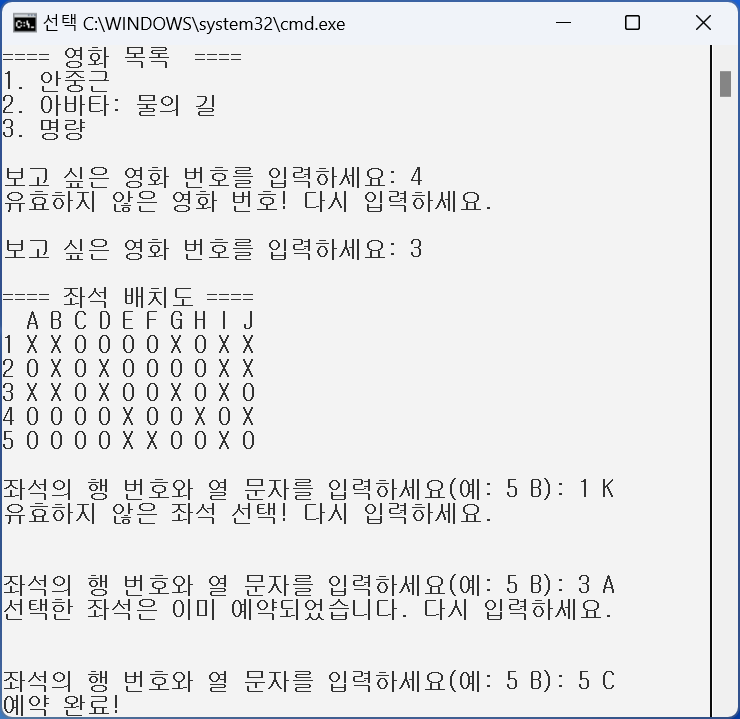 선택 C:\WINDOWS\system32\cmd.exe
==== 영화 목록  ====
1. 안중근
2. 아바타: 물의 길
3. 명량
보고 싶은 영화 번호를 입력하세요: 4
유효하지 않은 영화 번호! 다시 입력하세요.
보고 싶은 영화 번호를 입력하세요: 3
==== 좌석 배치도 ====
  A B C D E F G H I J
1 X X O O O O X O X X
2 O X O X O O O O X X
3 X X O X O O X O X O
4 O O O O X O O X O X
5 O O O O X X O O X O
좌석의 행 번호와 열 문자를 입력하세요(예: 5 B): 1 K
유효하지 않은 좌석 선택! 다시 입력하세요.
좌석의 행 번호와 열 문자를 입력하세요(예: 5 B): 3 A
선택한 좌석은 이미 예약되었습니다. 다시 입력하세요.
좌석의 행 번호와 열 문자를 입력하세요(예: 5 B): 5 C
예약 완료!